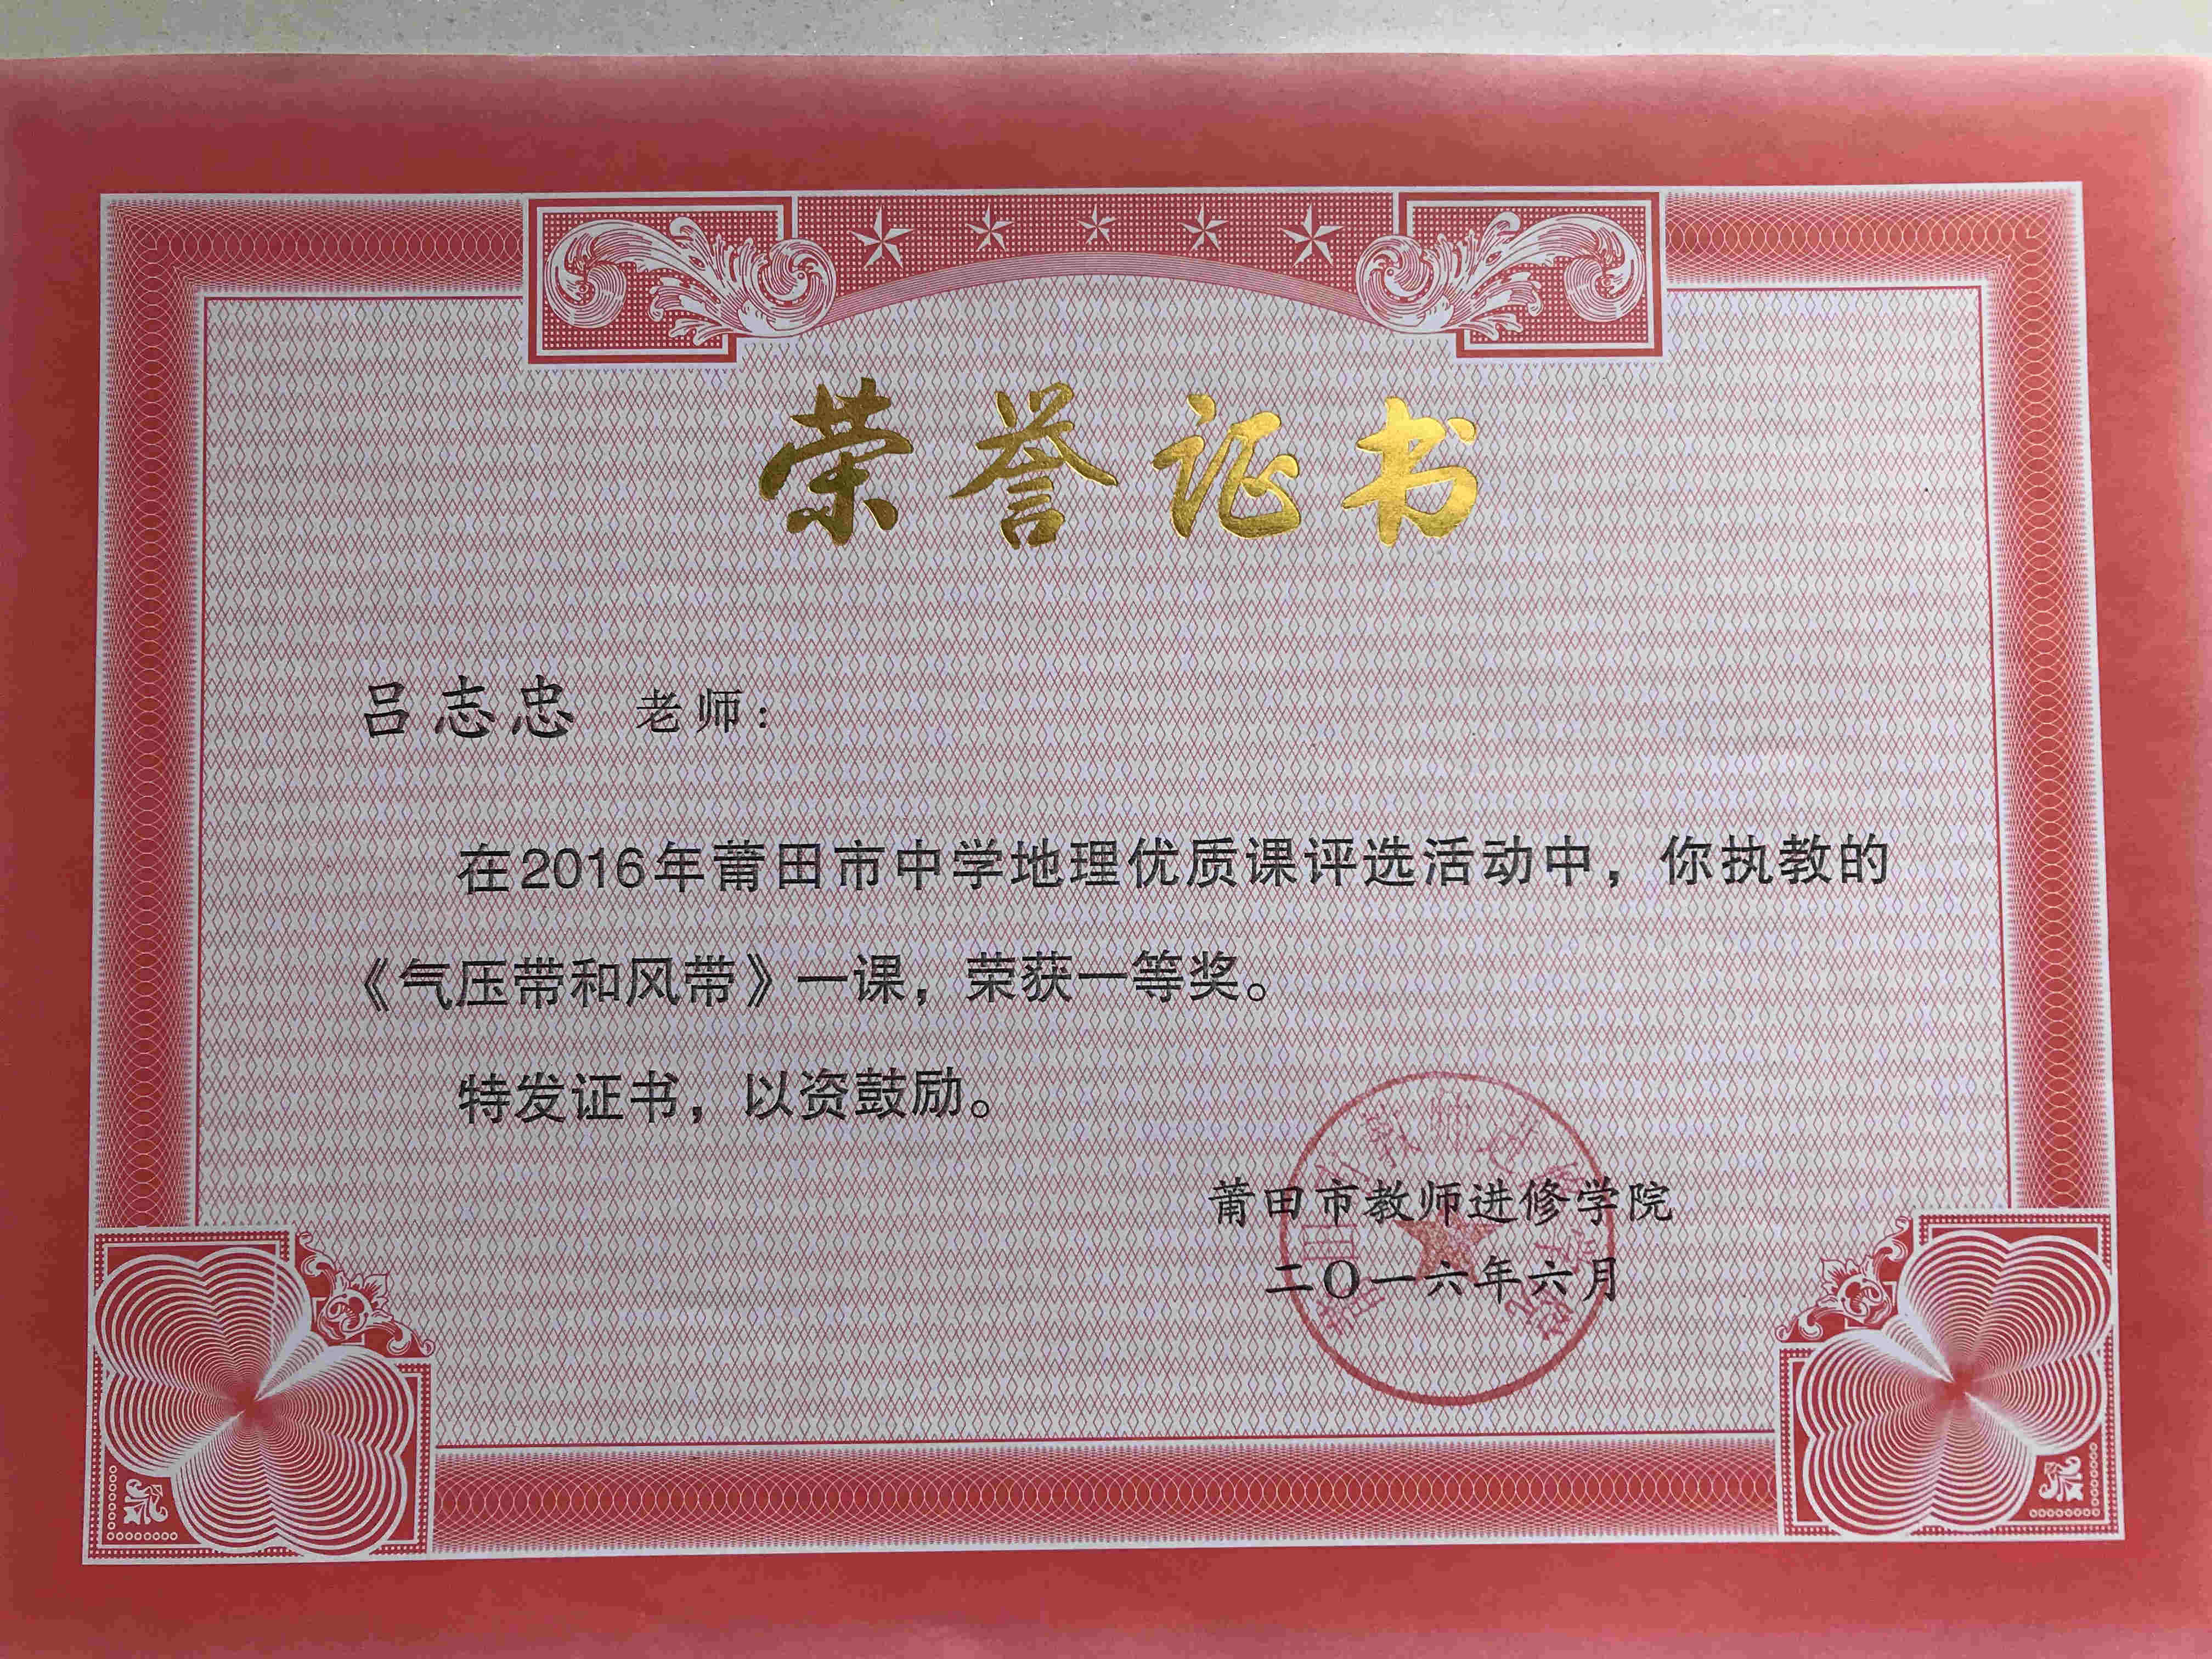 荣誉证书
吕志忠 老师：
在2016年莆田市中学地理优质课评选活动中，你执教的
《气压带和风带》一课，荣获一等奖。
特发证书，以资鼓励。
莆田市教师进修学院
二〇一六年六月